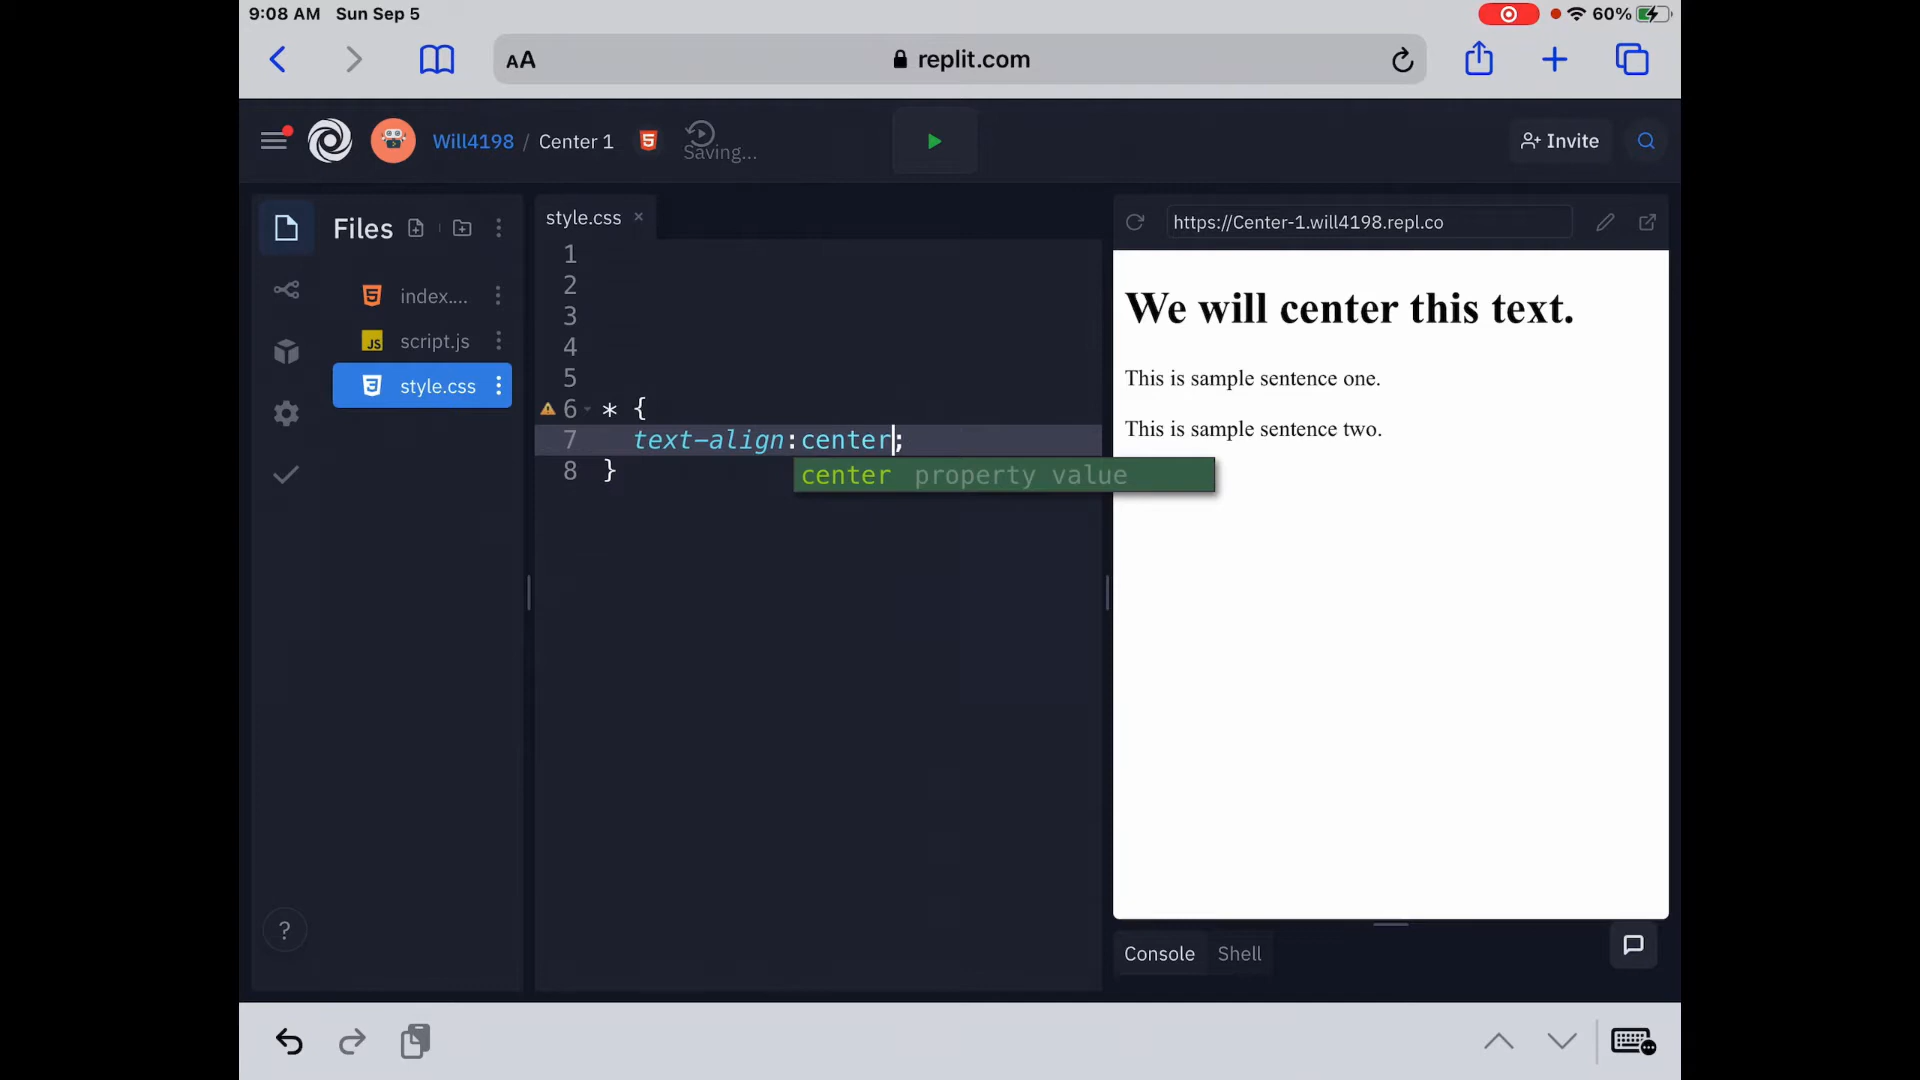 9:08 AM Sun Sep 5
60%
AA
replit.com
Will4198 / Center 1
Saving...
Invite
Files
index....
script.js
style.css
style.css ×
1
2
3
4
5
6 * {
7 text-align:center;
8 }
center property value
https://Center-1.will4198.repl.co
We will center this text.
This is sample sentence one.
This is sample sentence two.
Console
Shell
?